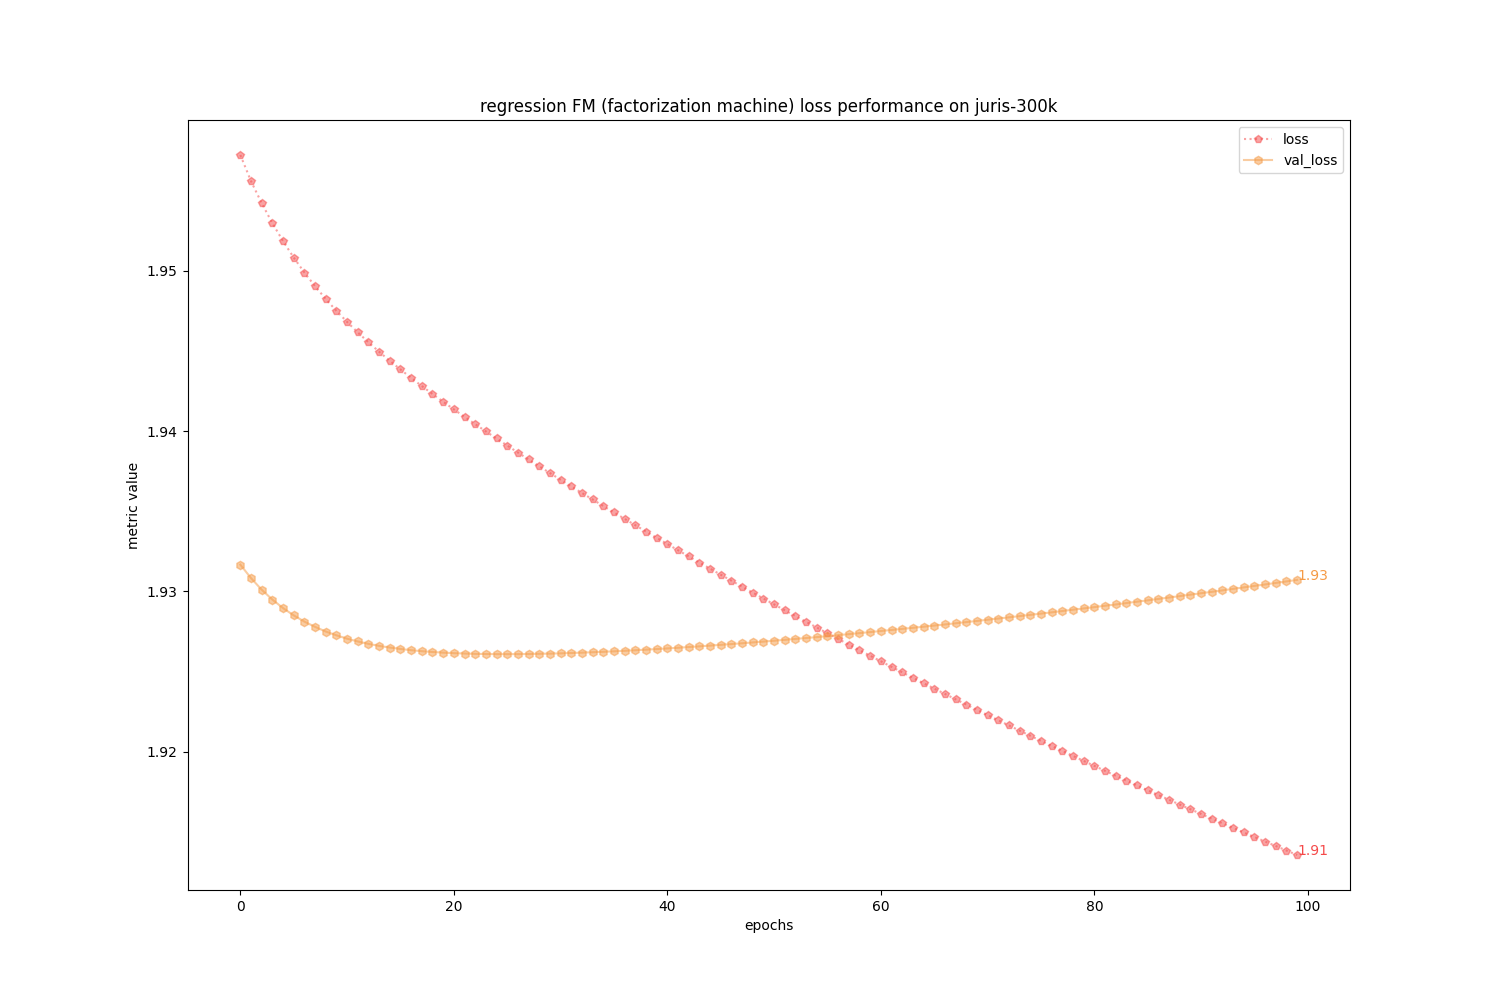 regression FM (factorization machine) loss performance on juris-300k
loss
val_loss
1.95
1.94
1.93
1.92
metric value
1.93
1.91
0
20
40
60
80
100
epochs